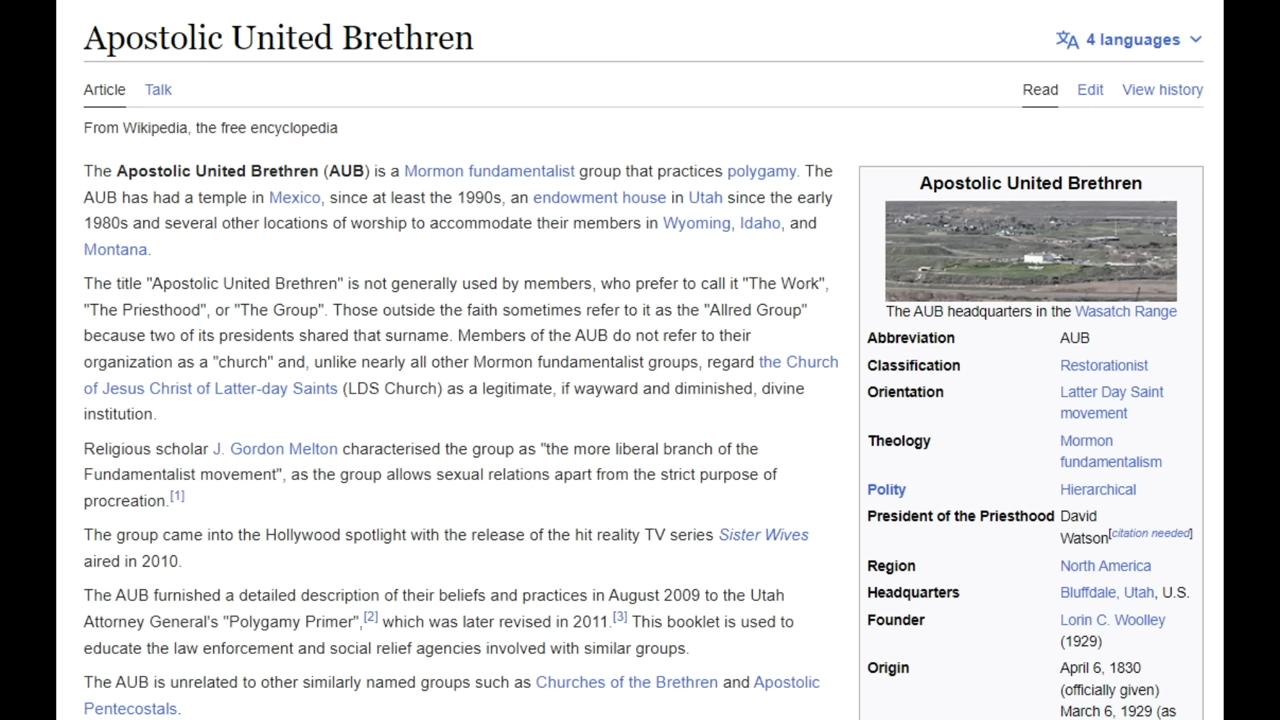 Apostolic United Brethren
4 languages
Article Talk
Read Edit View history
From Wikipedia, the free encyclopedia
The Apostolic United Brethren (AUB) is a Mormon fundamentalist group that practices polygamy. The
AUB has had a temple in Mexico, since at least the 1990s, an endowment house in Utah since the early
1980s and several other locations of worship to accommodate their members in Wyoming, Idaho, and
Montana.
The title "Apostolic United Brethren" is not generally used by members, who prefer to call it "The Work",
"The Priesthood", or "The Group". Those outside the faith sometimes refer to it as the "Allred Group"
because two of its presidents shared that surname. Members of the AUB do not refer to their
organization as a "church" and, unlike nearly all other Mormon fundamentalist groups, regard the Church
of Jesus Christ of Latter-day Saints (LDS Church) as a legitimate, if wayward and diminished, divine
institution.
Religious scholar J. Gordon Melton characterised the group as "the more liberal branch of the
Fundamentalist movement", as the group allows sexual relations apart from the strict purpose of
procreation.[1]
The group came into the Hollywood spotlight with the release of the hit reality TV series Sister Wives
aired in 2010.
The AUB furnished a detailed description of their beliefs and practices in August 2009 to the Utah
Attorney General's "Polygamy Primer",[2] which was later revised in 2011.[3] This booklet is used to
educate the law enforcement and social relief agencies involved with similar groups.
The AUB is unrelated to other similarly named groups such as Churches of the Brethren and Apostolic
Pentecostals.
Apostolic United Brethren
The AUB headquarters in the Wasatch Range
Abbreviation AUB
Classification Restorationist
Orientation Latter Day Saint
movement
Theology Mormon
fundamentalism
Polity Hierarchical
President of the Priesthood David
Watson[citation needed]
Region North America
Headquarters Bluffdale, Utah, U.S.
Founder Lorin C. Woolley
(1929)
Origin April 6, 1830
(officially given)
March 6, 1929 (as